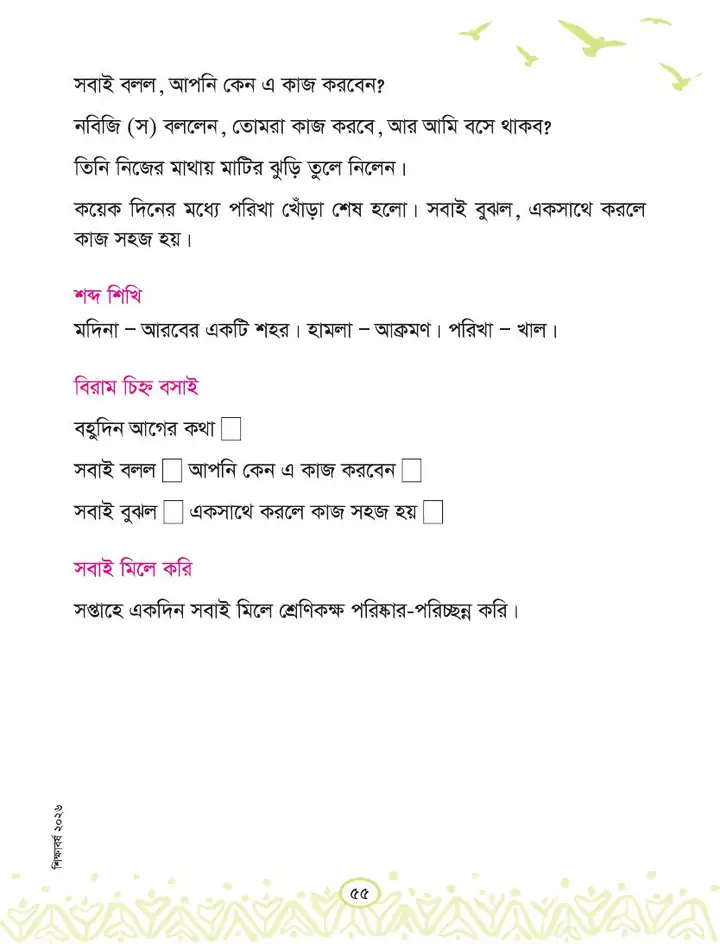 সবাই বলল, আপনি কেন এ কাজ করবেন?
নবিজি (স) বললেন, তোমরা কাজ করবে, আর আমি বসে থাকব?
তিনি নিজের মাথায় মাটির ঝুড়ি তুলে নিলেন।
কয়েক দিনের মধ্যে পরিখা খোঁড়া শেষ হলো। সবাই বুঝল, একসাথে করলে
কাজ সহজ হয়।
শব্দ শিখি
মদিনা – আরবের একটি শহর। হামলা – আক্রমণ। পরিখা – খাল।
বিরাম চিহ্ন বসাই
বহুদিন আগের কথা
সবাই বলল আপনি কেন এ কাজ করবেন
সবাই বুঝল একসাথে করলে কাজ সহজ হয়
সবাই মিলে করি
সপ্তাহে একদিন সবাই মিলে শ্রেণিকক্ষ পরিষ্কার-পরিচ্ছন্ন করি।
শিক্ষাবর্ষ ২০২৬
৫৫